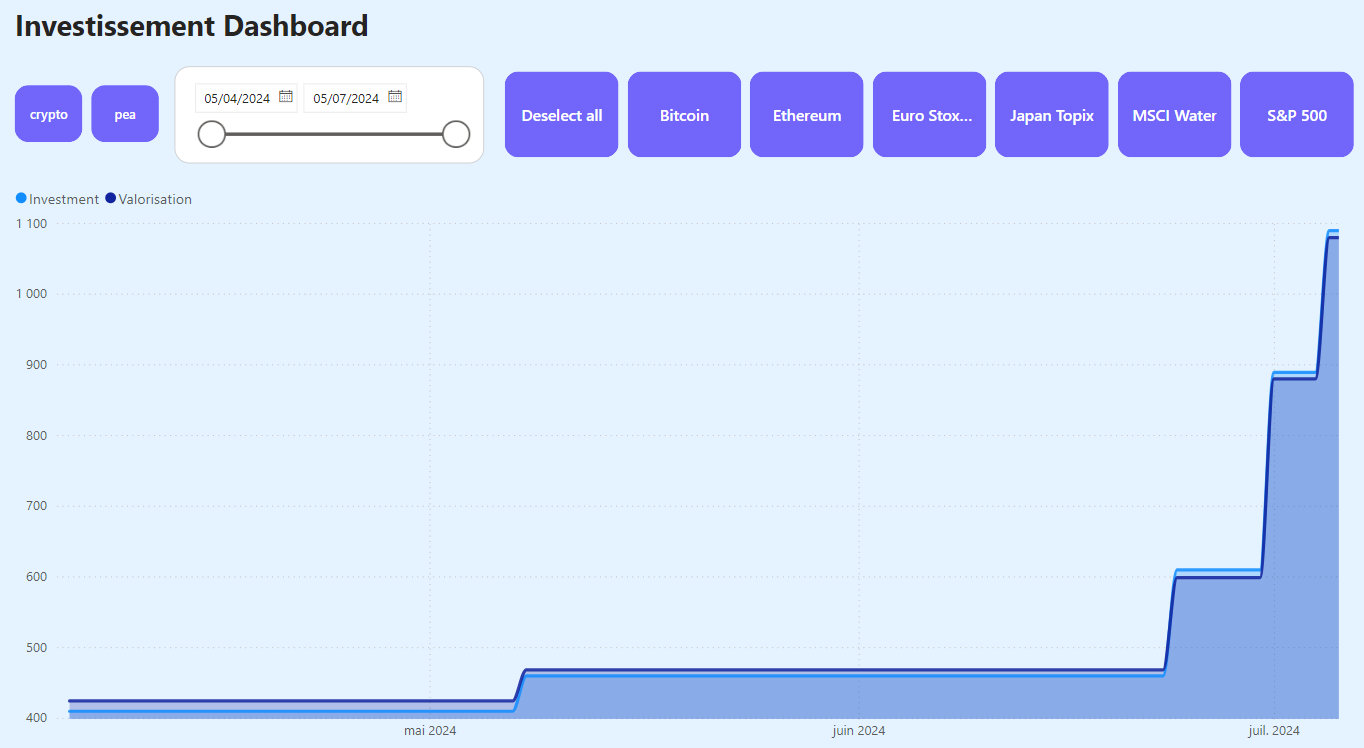 Investissement Dashboard
crypto
pea
05/04/2024
05/07/2024
Deselect all
Bitcoin
Ethereum
Euro Stox...
Japan Topix
MSCI Water
S&P 500
Investment
Valorisation
1 100
1 000
900
800
700
600
500
400
mai 2024
juin 2024
juil. 2024